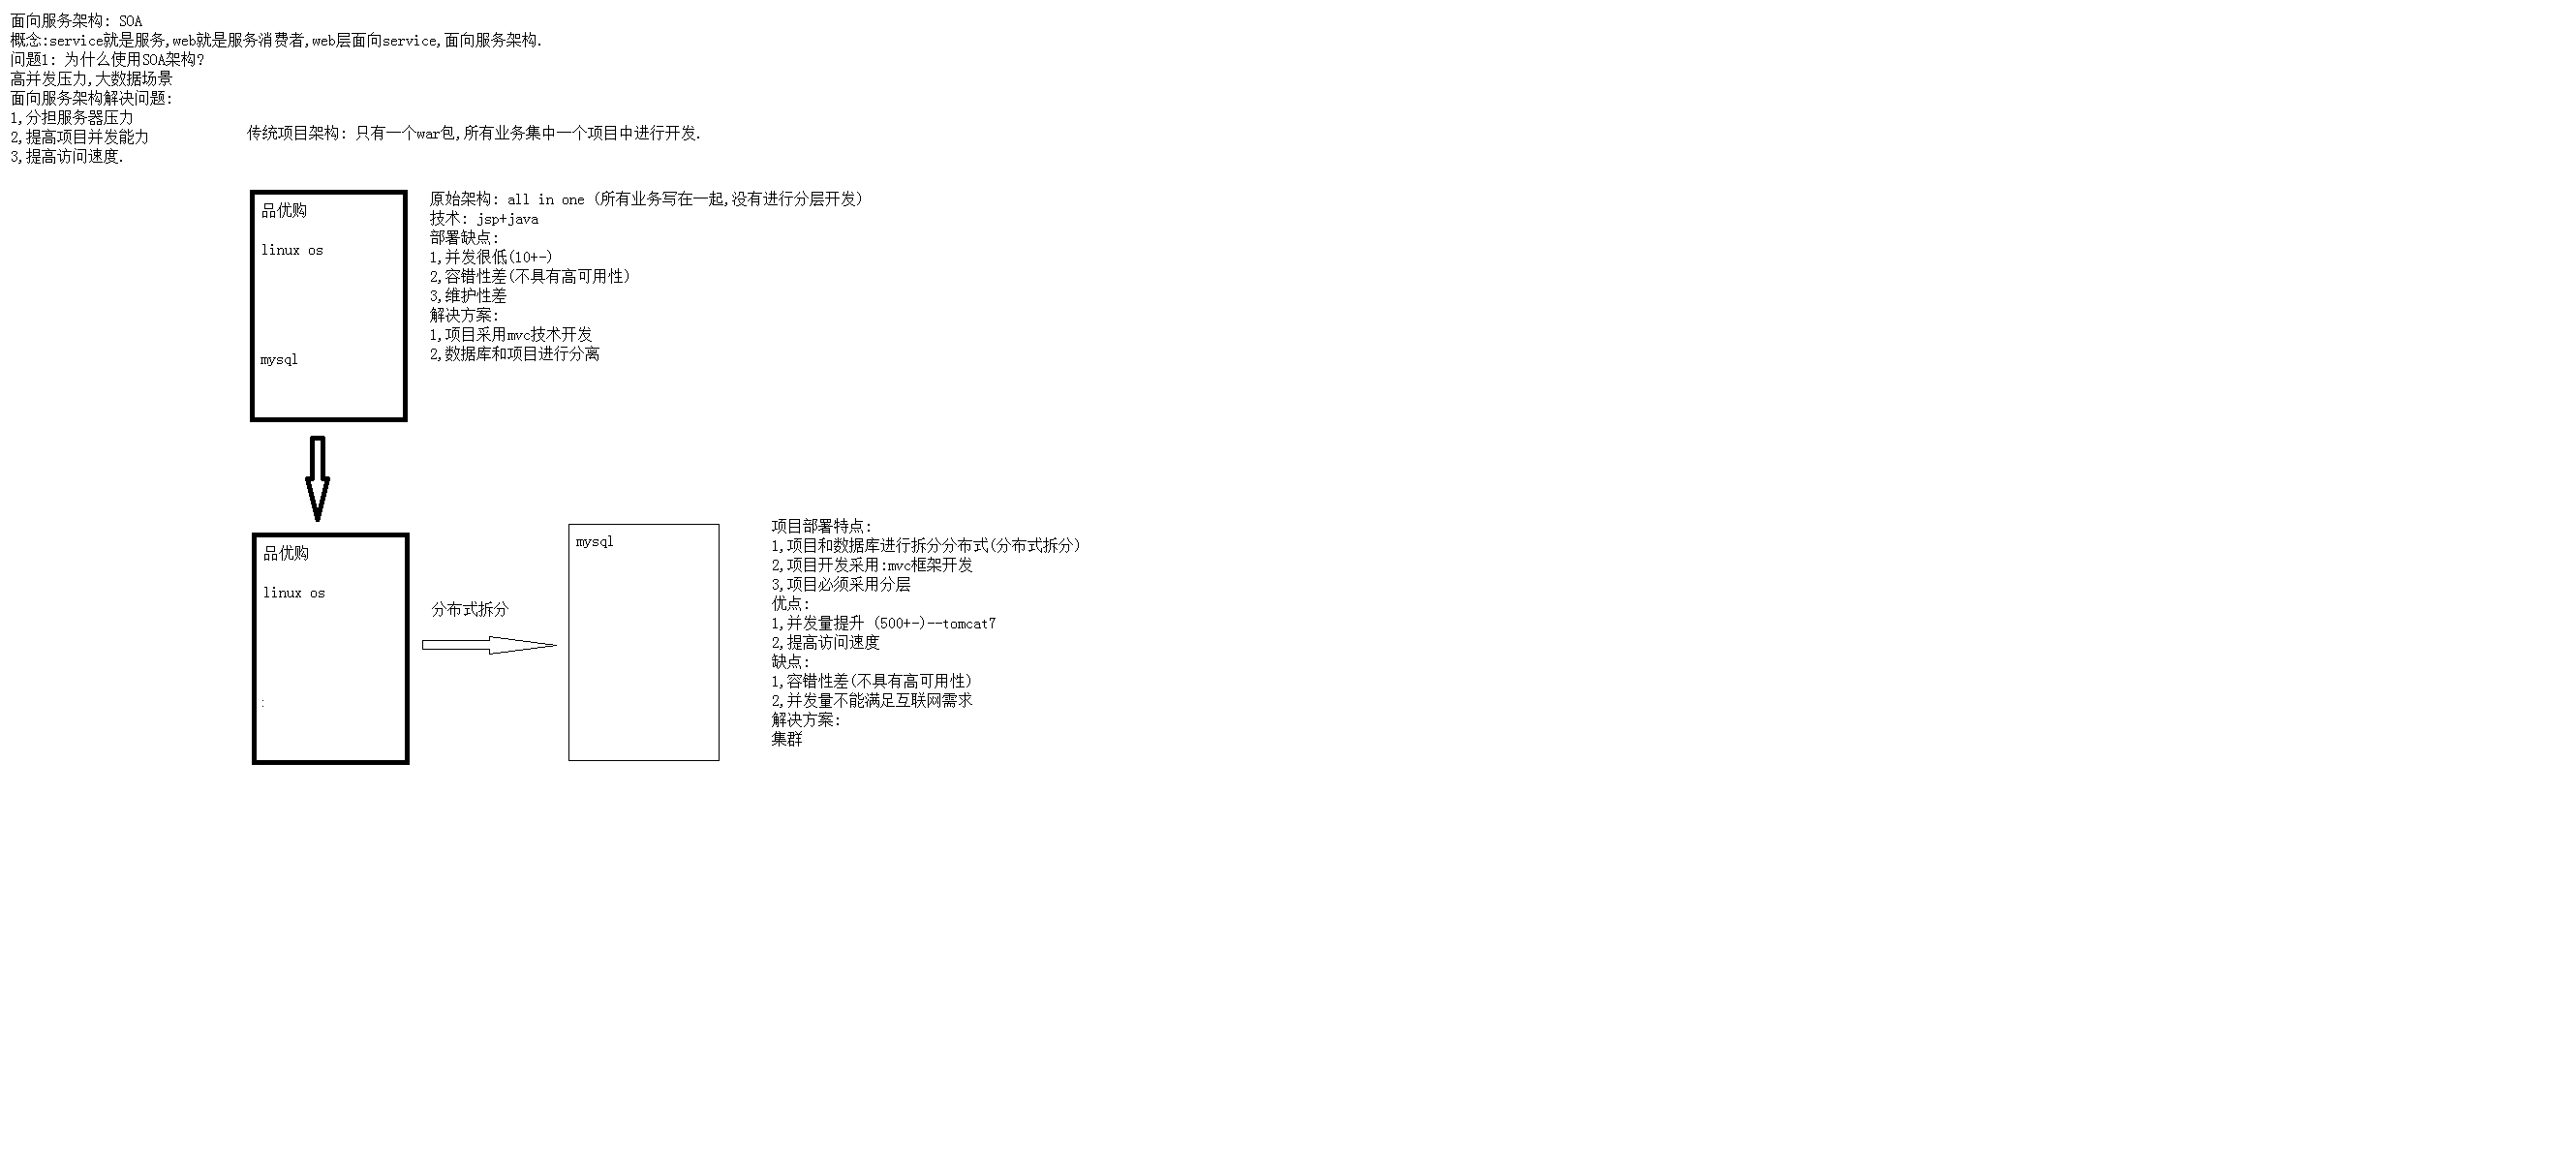 面向服务架构: SOA
概念:service就是服务,web就是服务消费者,web层面向service,面向服务架构.
问题1: 为什么使用SOA架构?
高并发压力,大数据场景
面向服务架构解决问题:
1,分担服务器压力
2,提高项目并发能力
3,提高访问速度.
传统项目架构: 只有一个war包,所有业务集中一个项目中进行开发.
品优购
linux os
mysql
原始架构: all in one (所有业务写在一起,没有进行分层开发)
技术: jsp+java
部署缺点:
1,并发很低(10+-)
2,容错性差(不具有高可用性)
3,维护性差
解决方案:
1,项目采用mvc技术开发
2,数据库和项目进行分离
品优购
linux os
:
分布式拆分
mysql
项目部署特点:
1,项目和数据库进行拆分分布式(分布式拆分)
2,项目开发采用:mvc框架开发
3,项目必须采用分层
优点:
1,并发量提升 (500+-)--tomcat7
2,提高访问速度
缺点:
1,容错性差(不具有高可用性)
2,并发量不能满足互联网需求
解决方案:
集群